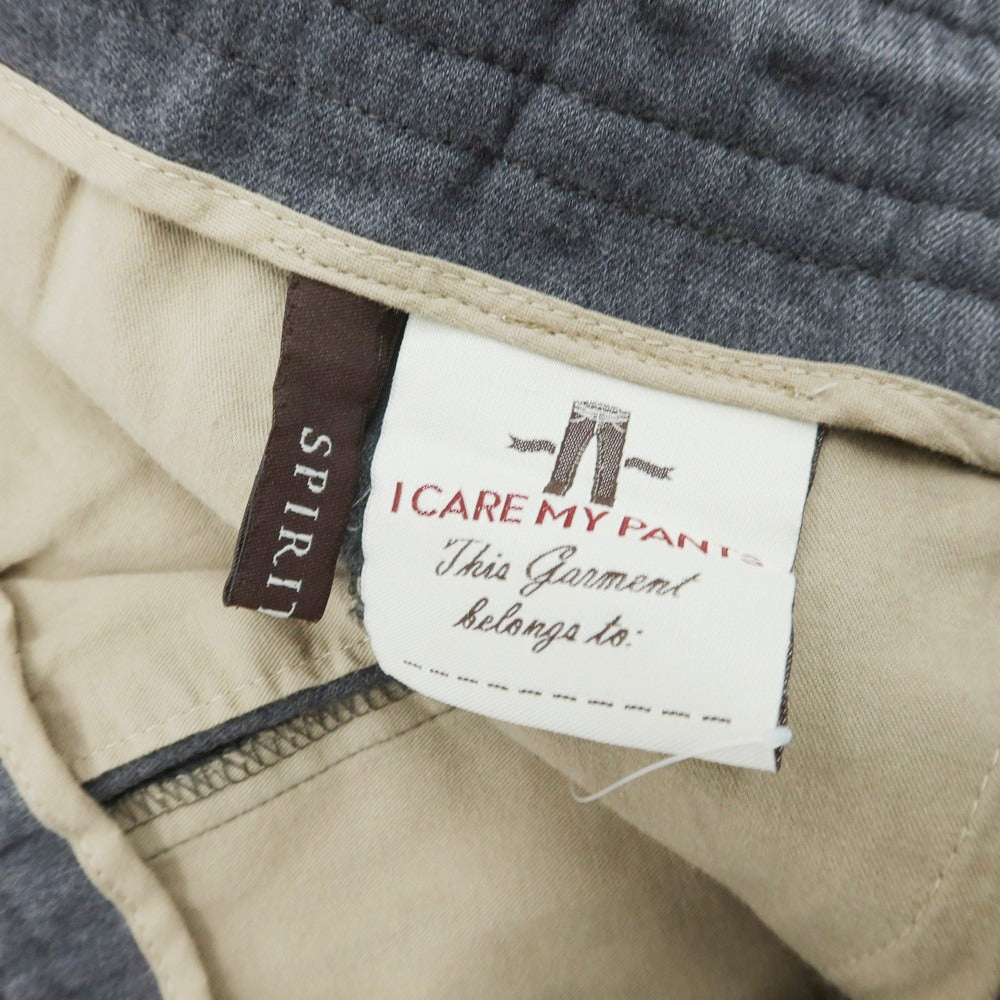 SPIRIT
I CARE MY PANTS
This Garment
belongs to: